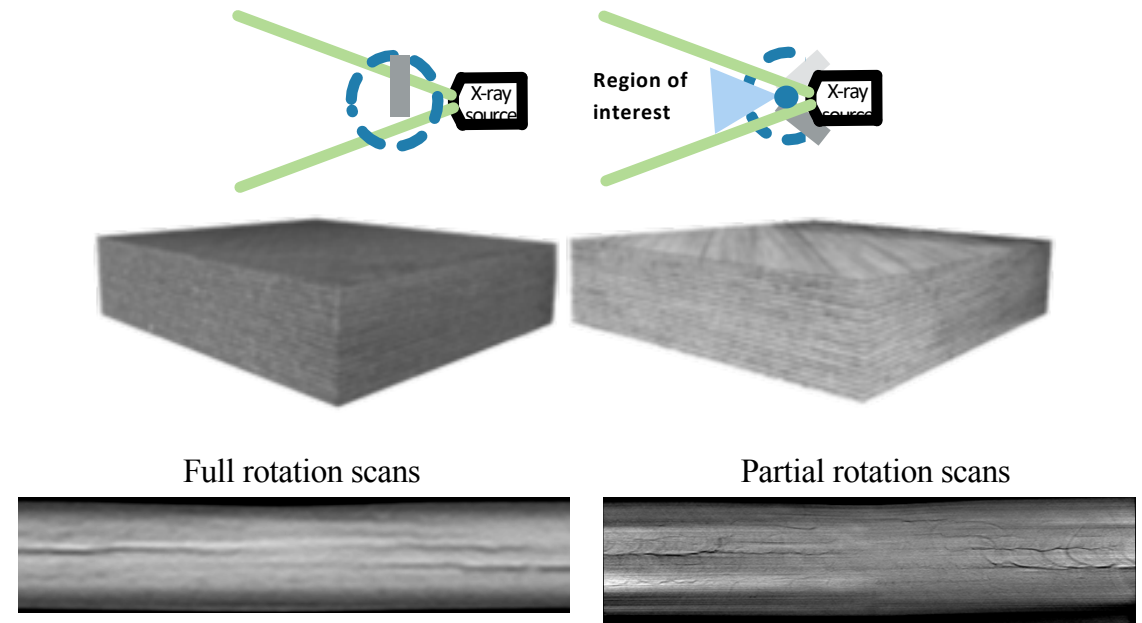 X-ray
source
Region of
interest
X-ray
source
Full rotation scans
Partial rotation scans